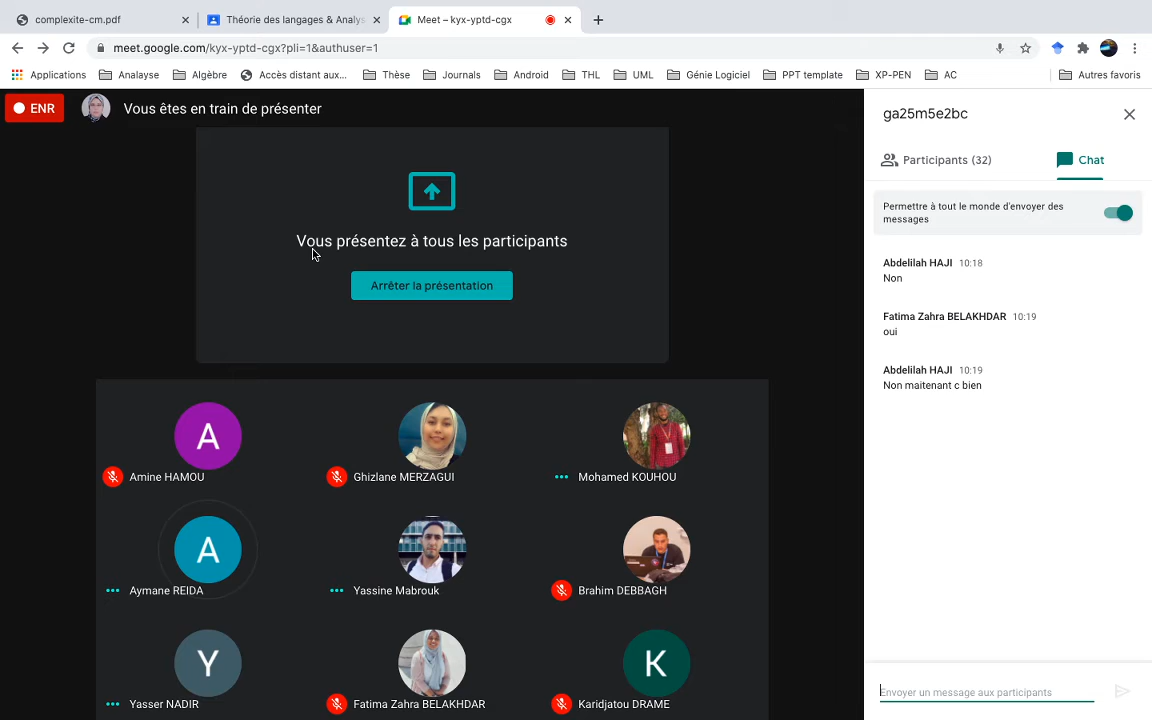 complexite-cm.pdf
Théorie des langages & Analys
Meet – kyx-yptd-cgx
meet.google.com/kyx-yptd-cgx?pli=1&authuser=1
Applications Analayse Algèbre Accès distant aux... Thèse Journals Android THL UML Génie Logiciel PPT template XP-PEN AC Autres favoris
ENR Vous êtes en train de présenter
Vous présentez à tous les participants
Arrêter la présentation
A
Amine HAMOU
Ghizlane MERZAGUI
Mohamed KOUHOU
A
Aymane REIDA
Yassine Mabrouk
Brahim DEBBAGH
Y
Yasser NADIR
Fatima Zahra BELAKHDAR
K
Karidjatou DRAME
ga25m5e2bc
Participants (32) Chat
Permettre à tout le monde d'envoyer des
messages
Abdelilah HAJI 10:18
Non
Fatima Zahra BELAKHDAR 10:19
oui
Abdelilah HAJI 10:19
Non maitenant c bien
Envoyer un message aux participants